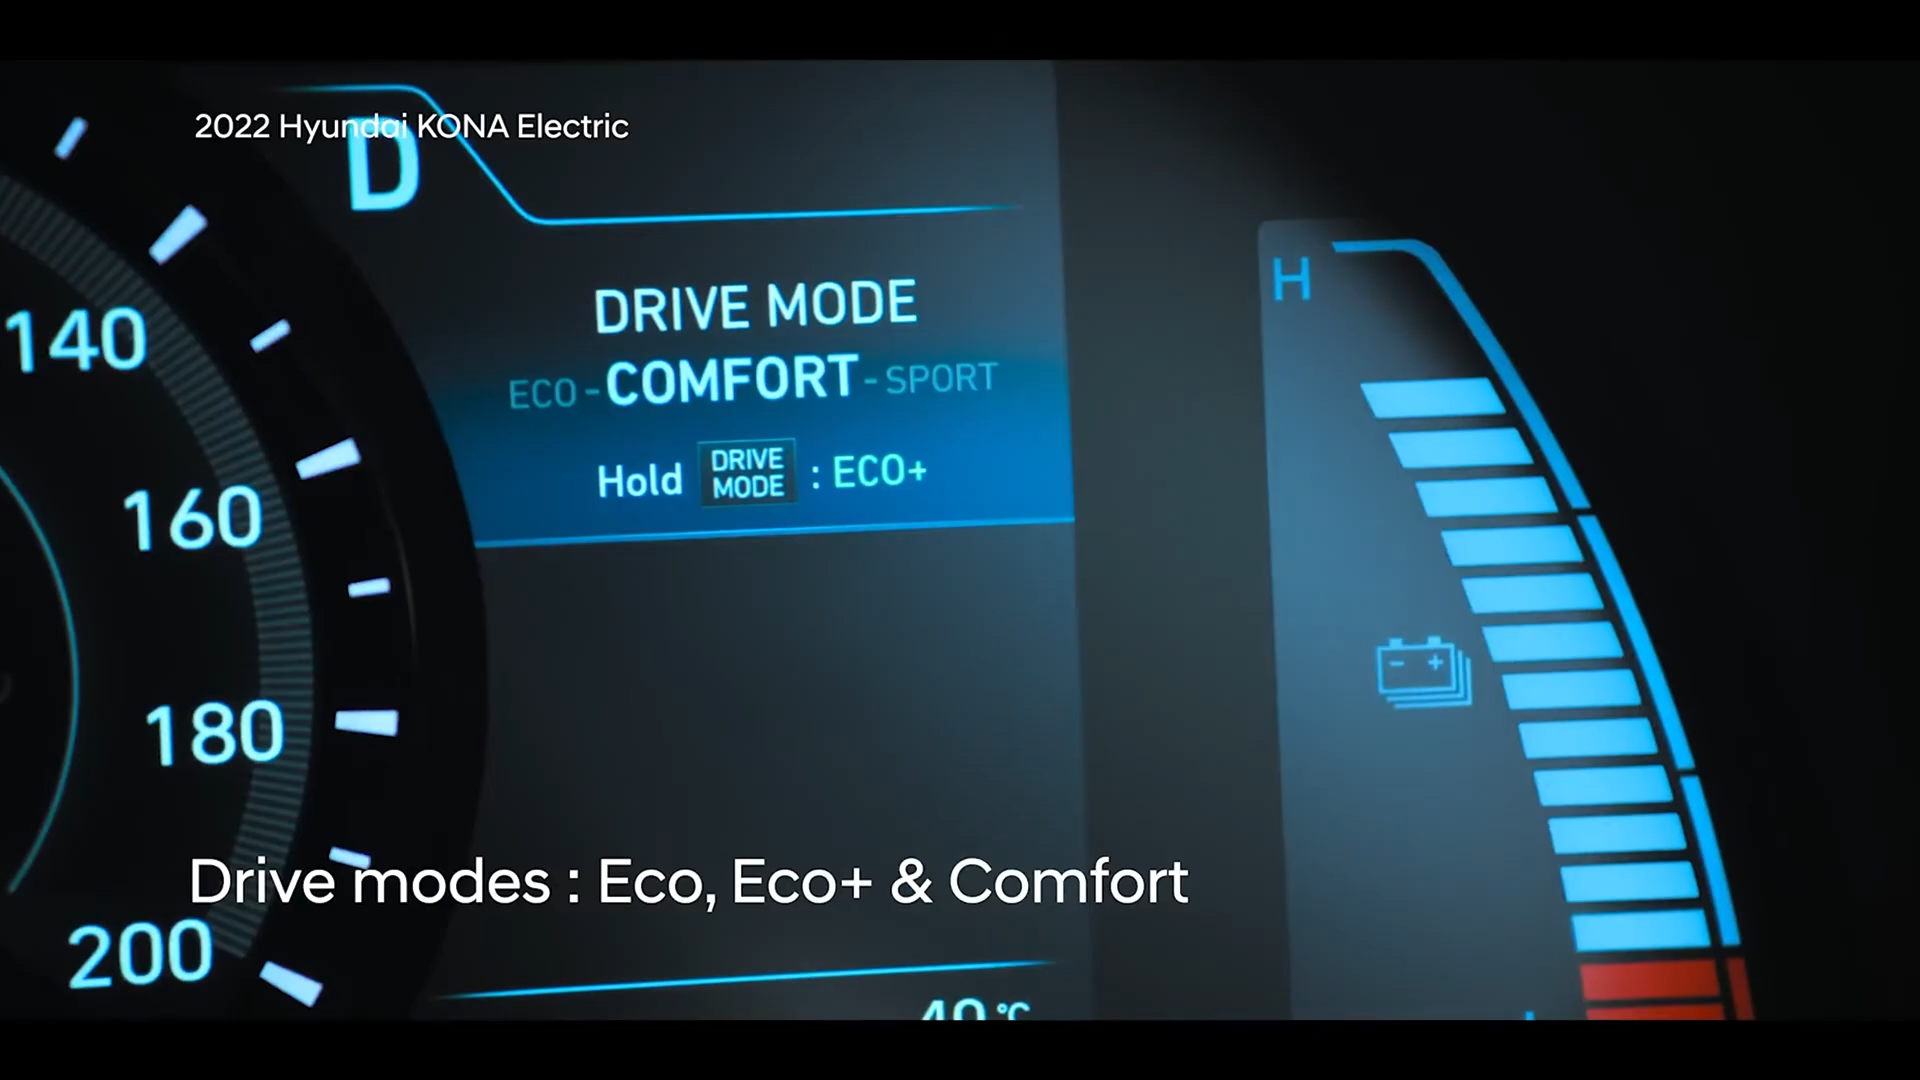 2022 Hyundai KONA Electric
D
DRIVE MODE
ECO - COMFORT - SPORT
Hold DRIVE MODE : ECO+
H
140
160
180
200
- +
Drive modes : Eco, Eco+ & Comfort
40 °C